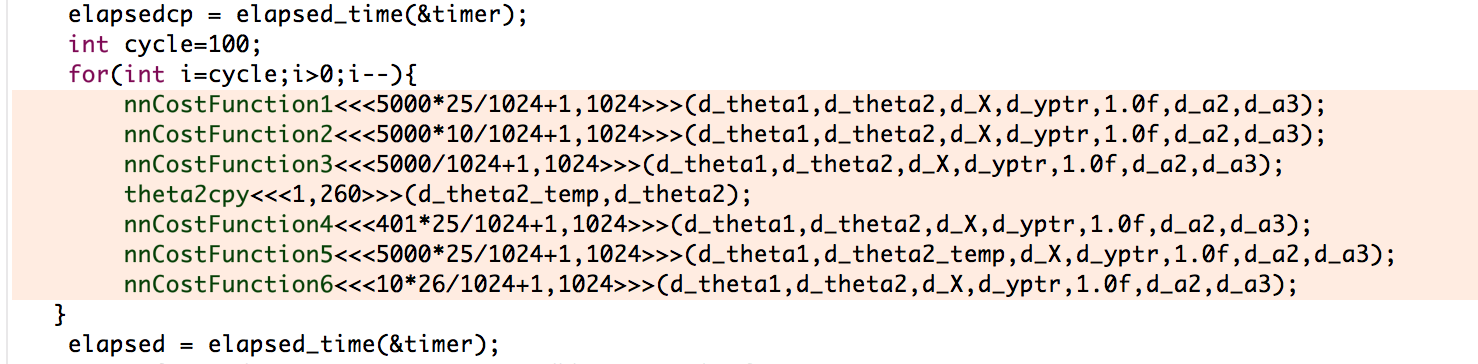 elapsedcp = elapsed_time(&timer);
int cycle=100;
for(int i=cycle;i>0;i--){
nnCostFunction1<<<5000*25/1024+1,1024>>>(d_theta1,d_theta2,d_X,d_yptr,1.0f,d_a2,d_a3);
nnCostFunction2<<<5000*10/1024+1,1024>>>(d_theta1,d_theta2,d_X,d_yptr,1.0f,d_a2,d_a3);
nnCostFunction3<<<5000/1024+1,1024>>>(d_theta1,d_theta2,d_X,d_yptr,1.0f,d_a2,d_a3);
theta2cpy<<<1,260>>>(d_theta2_temp,d_theta2);
nnCostFunction4<<<401*25/1024+1,1024>>>(d_theta1,d_theta2,d_X,d_yptr,1.0f,d_a2,d_a3);
nnCostFunction5<<<5000*25/1024+1,1024>>>(d_theta1,d_theta2_temp,d_X,d_yptr,1.0f,d_a2,d_a3);
nnCostFunction6<<<10*26/1024+1,1024>>>(d_theta1,d_theta2,d_X,d_yptr,1.0f,d_a2,d_a3);
}
elapsed = elapsed_time(&timer);